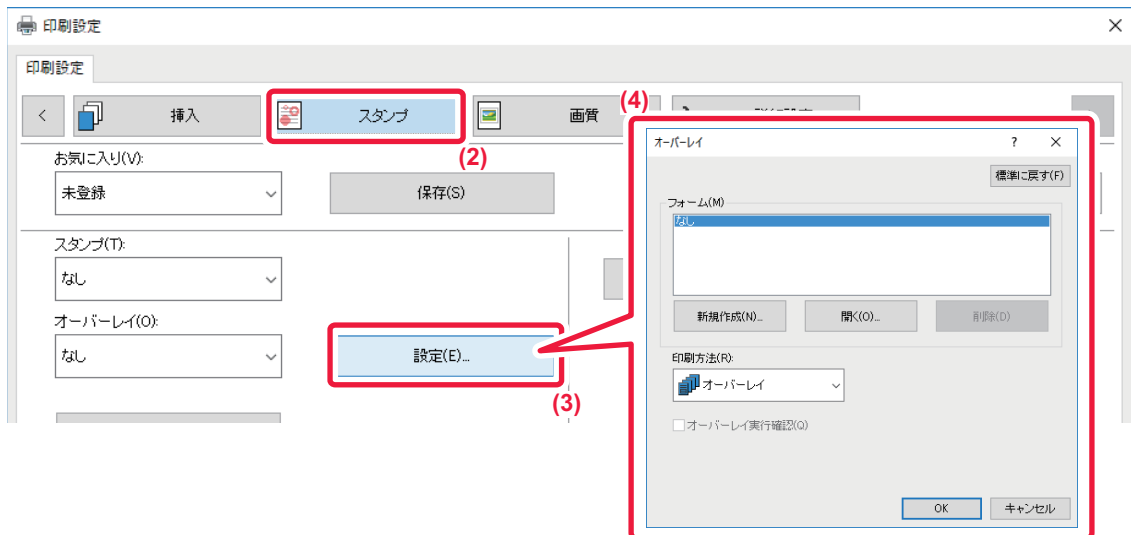 印刷設定
印刷設定
挿入
スタンプ
画質
(2)
お気に入り(V):
未登録
保存(S)
スタンプ(T):
なし
オーバーレイ(O):
なし
設定(E)...
(3)
(4)
オーバーレイ
?
標準に戻す(F)
フォーム(M)
なし
新規作成(N)...
開く(O)...
削除(D)
印刷方法(R):
オーバーレイ
オーバーレイ実行確認(Q)
OK
キャンセル